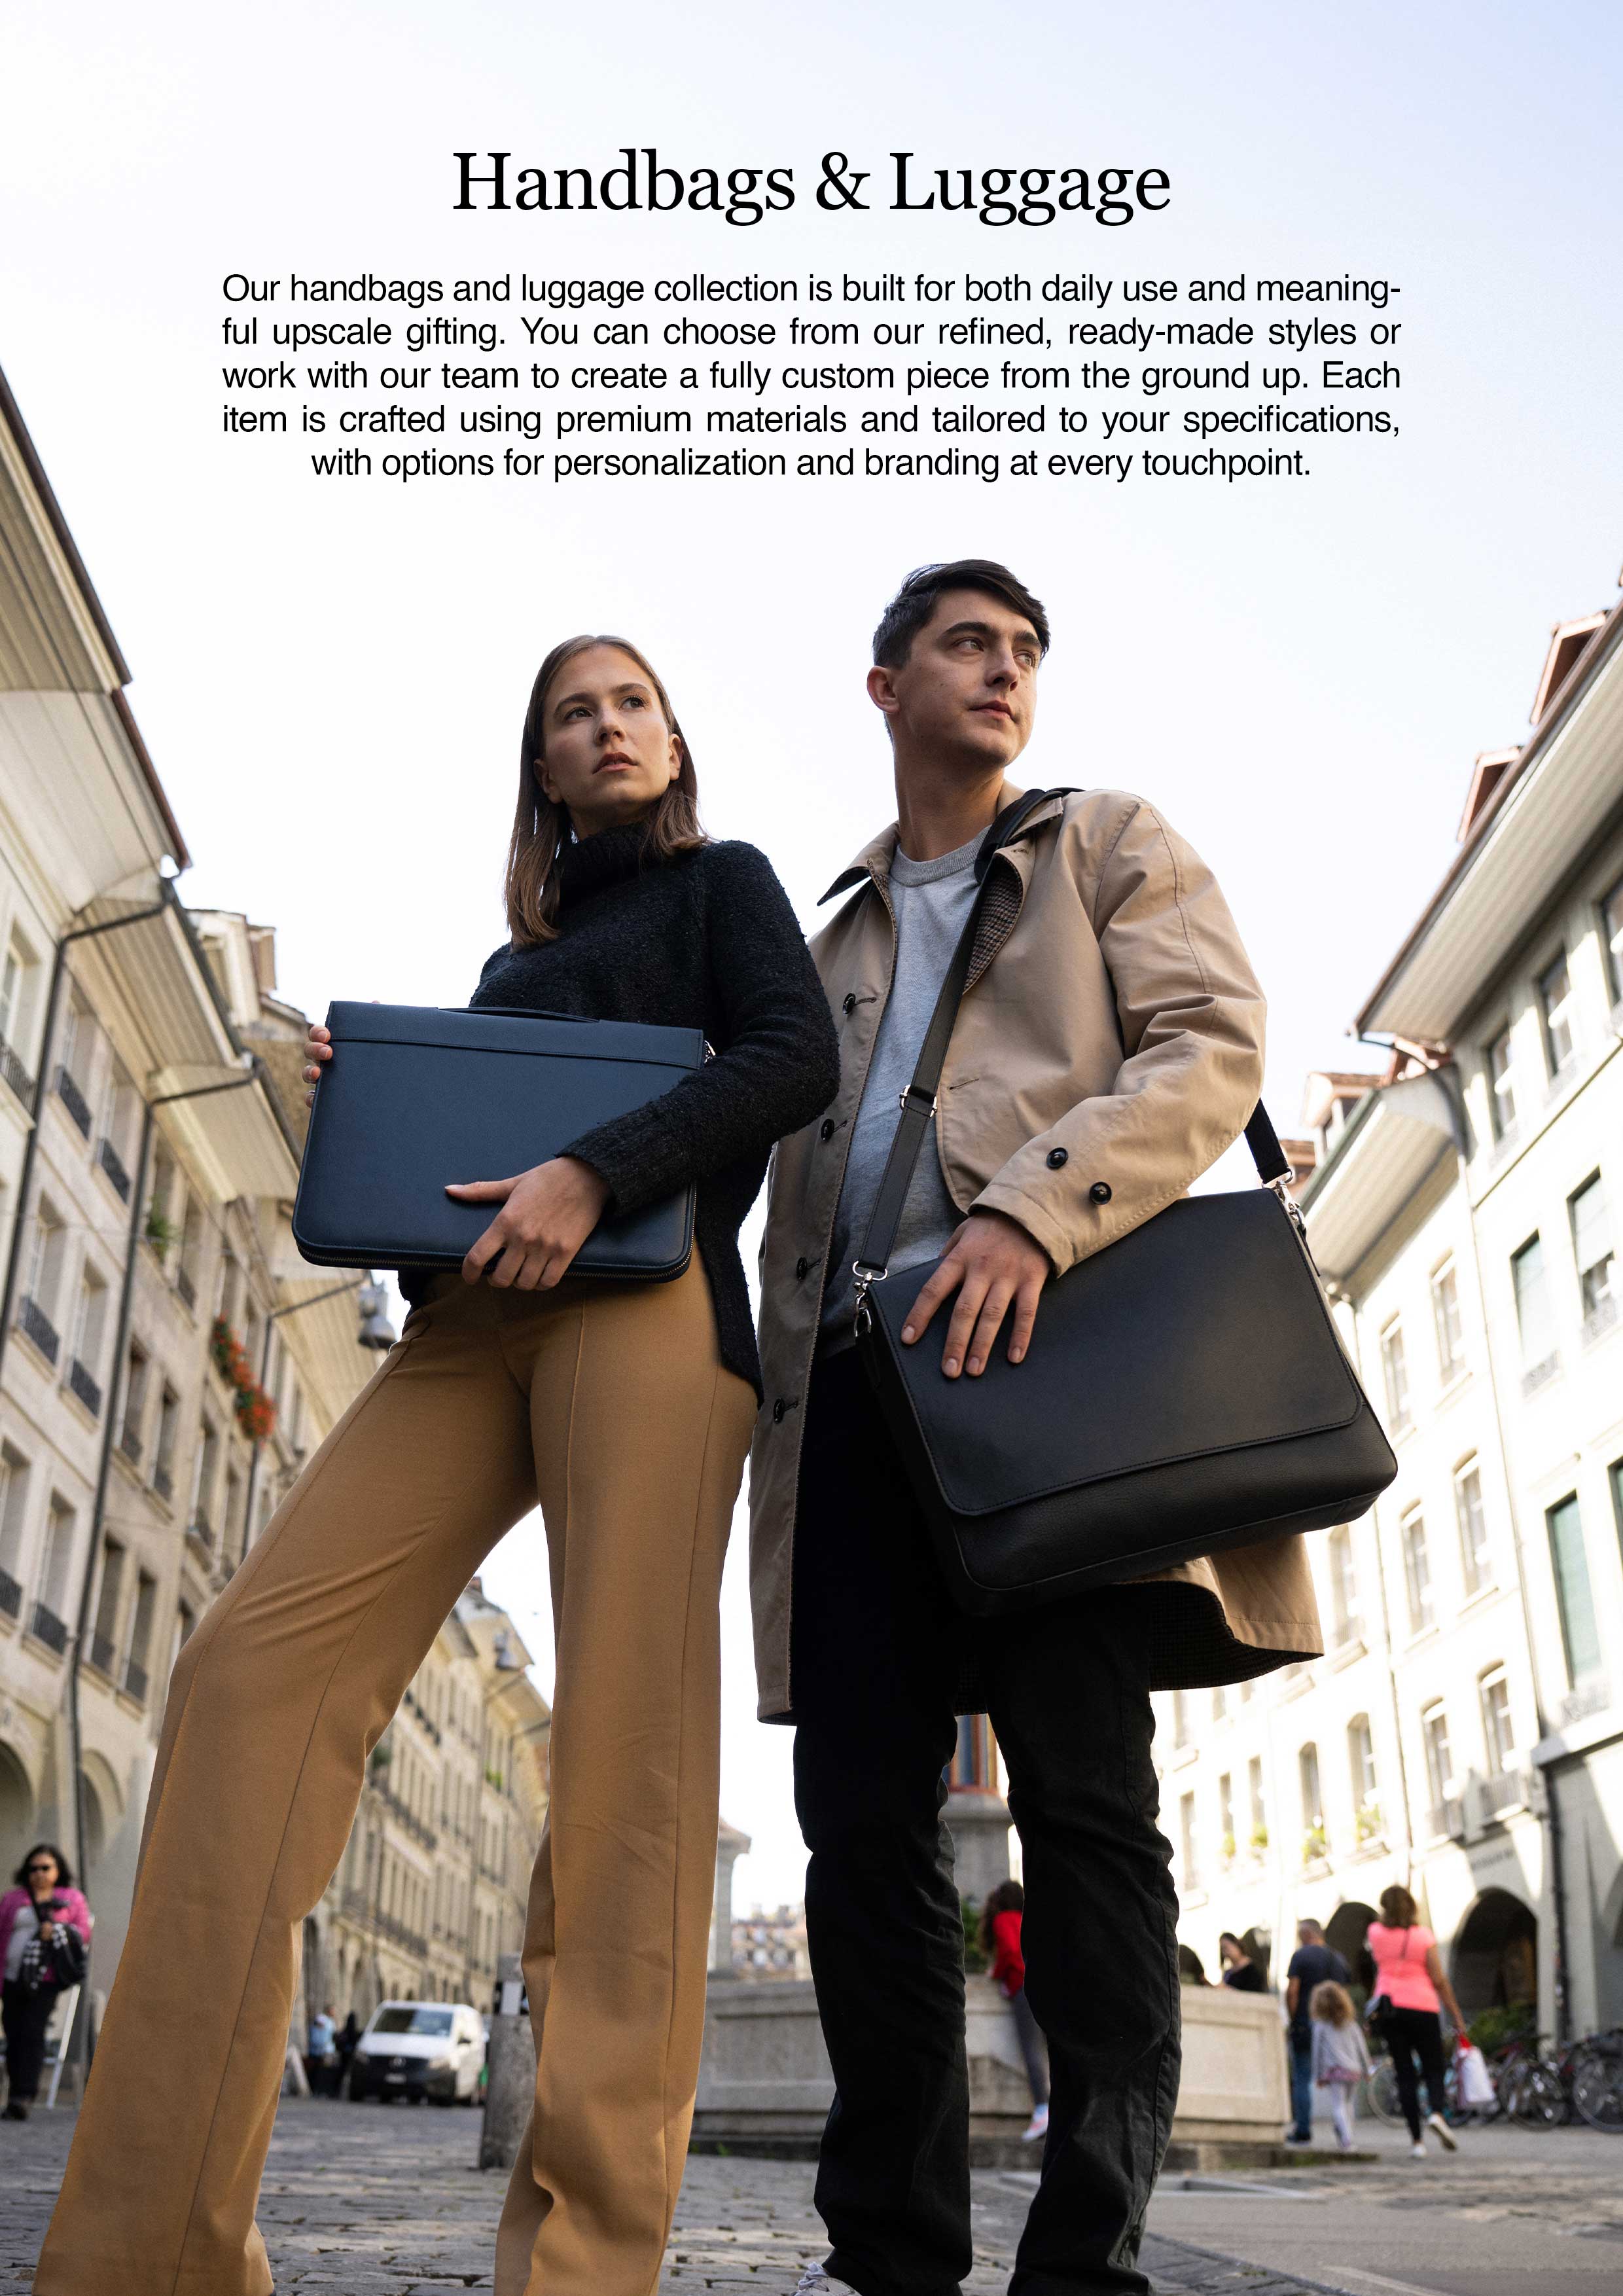 Handbags & Luggage
Our handbags and luggage collection is built for both daily use and meaning-
ful upscale gifting. You can choose from our refined, ready-made styles or
work with our team to create a fully custom piece from the ground up. Each
item is crafted using premium materials and tailored to your specifications,
with options for personalization and branding at every touchpoint.